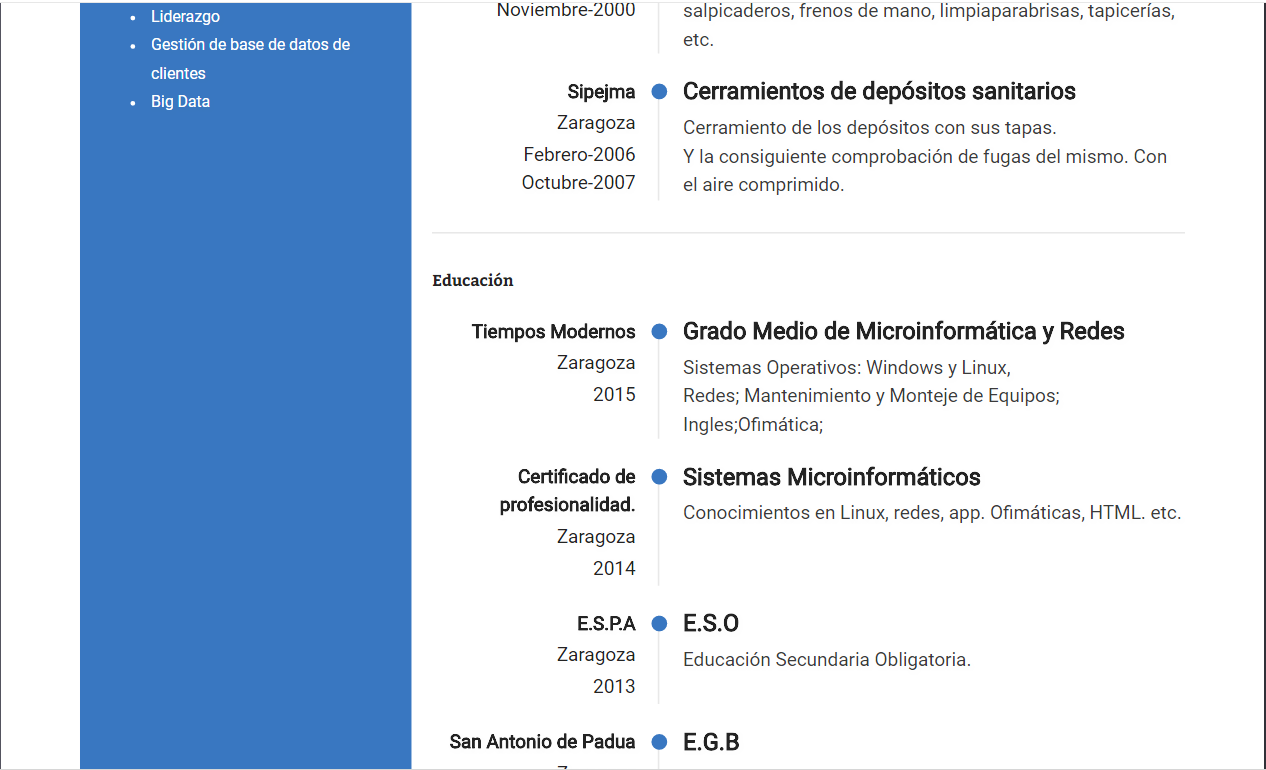 Liderazgo
Gestión de base de datos de
clientes
Big Data
Noviembre-2000
salpicaderos, frenos de mano, limpiaparabrisas, tapicerías,
etc.
Sipejma
Zaragoza
Febrero-2006
Octubre-2007
Cerramientos de depósitos sanitarios
Cerramiento de los depósitos con sus tapas.
Y la consiguiente comprobación de fugas del mismo. Con
el aire comprimido.
Educación
Tiempos Modernos
Zaragoza
2015
Grado Medio de Microinformática y Redes
Sistemas Operativos: Windows y Linux,
Redes; Mantenimiento y Monteje de Equipos;
Ingles;Ofimática;
Certificado de
profesionalidad.
Zaragoza
2014
Sistemas Microinformáticos
Conocimientos en Linux, redes, app. Ofimáticas, HTML. etc.
E.S.P.A
Zaragoza
2013
E.S.O
Educación Secundaria Obligatoria.
San Antonio de Padua
E.G.B